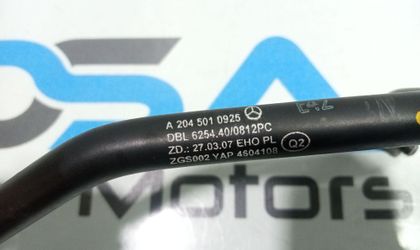 A 204 501 0925
DBL 6254.40/0812PC
ZD.: 27.03.07 EHO PL
Q2
ZGS002 YAP 4604108
Motors